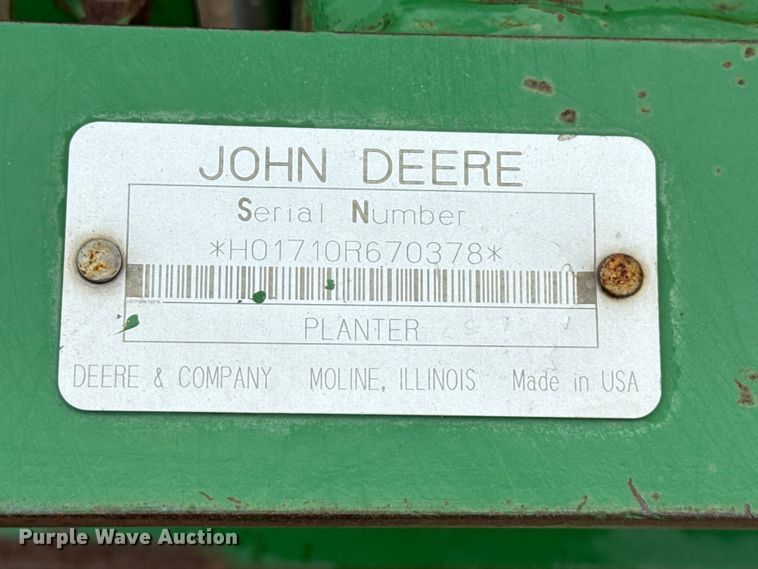 JOHN DEERE
Serial Number
*H01710R670378*
PLANTER
DEERE & COMPANY MOLINE, ILLINOIS Made in USA
Purple Wave Auction